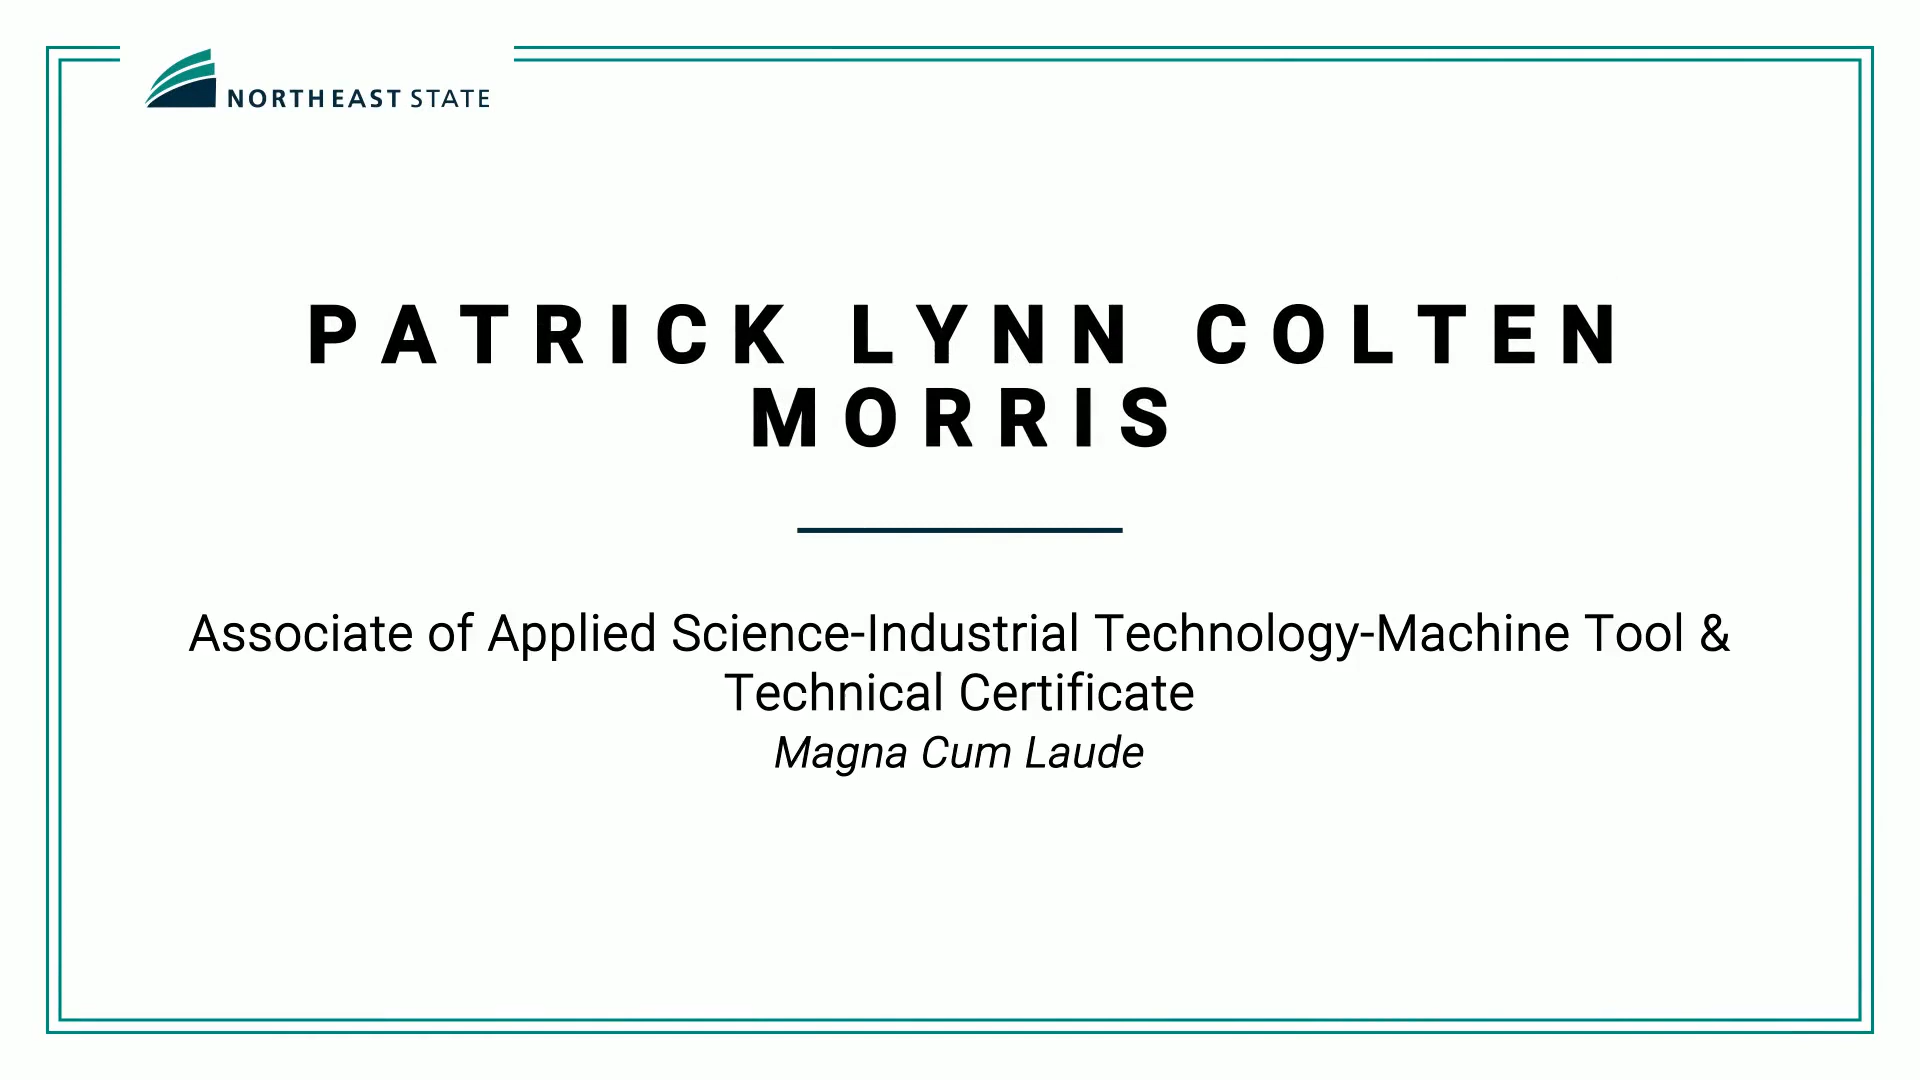 NORTHEAST STATE
PATRICK LYNN COLTEN
MORRIS
Associate of Applied Science-Industrial Technology-Machine Tool &
Technical Certificate
Magna Cum Laude